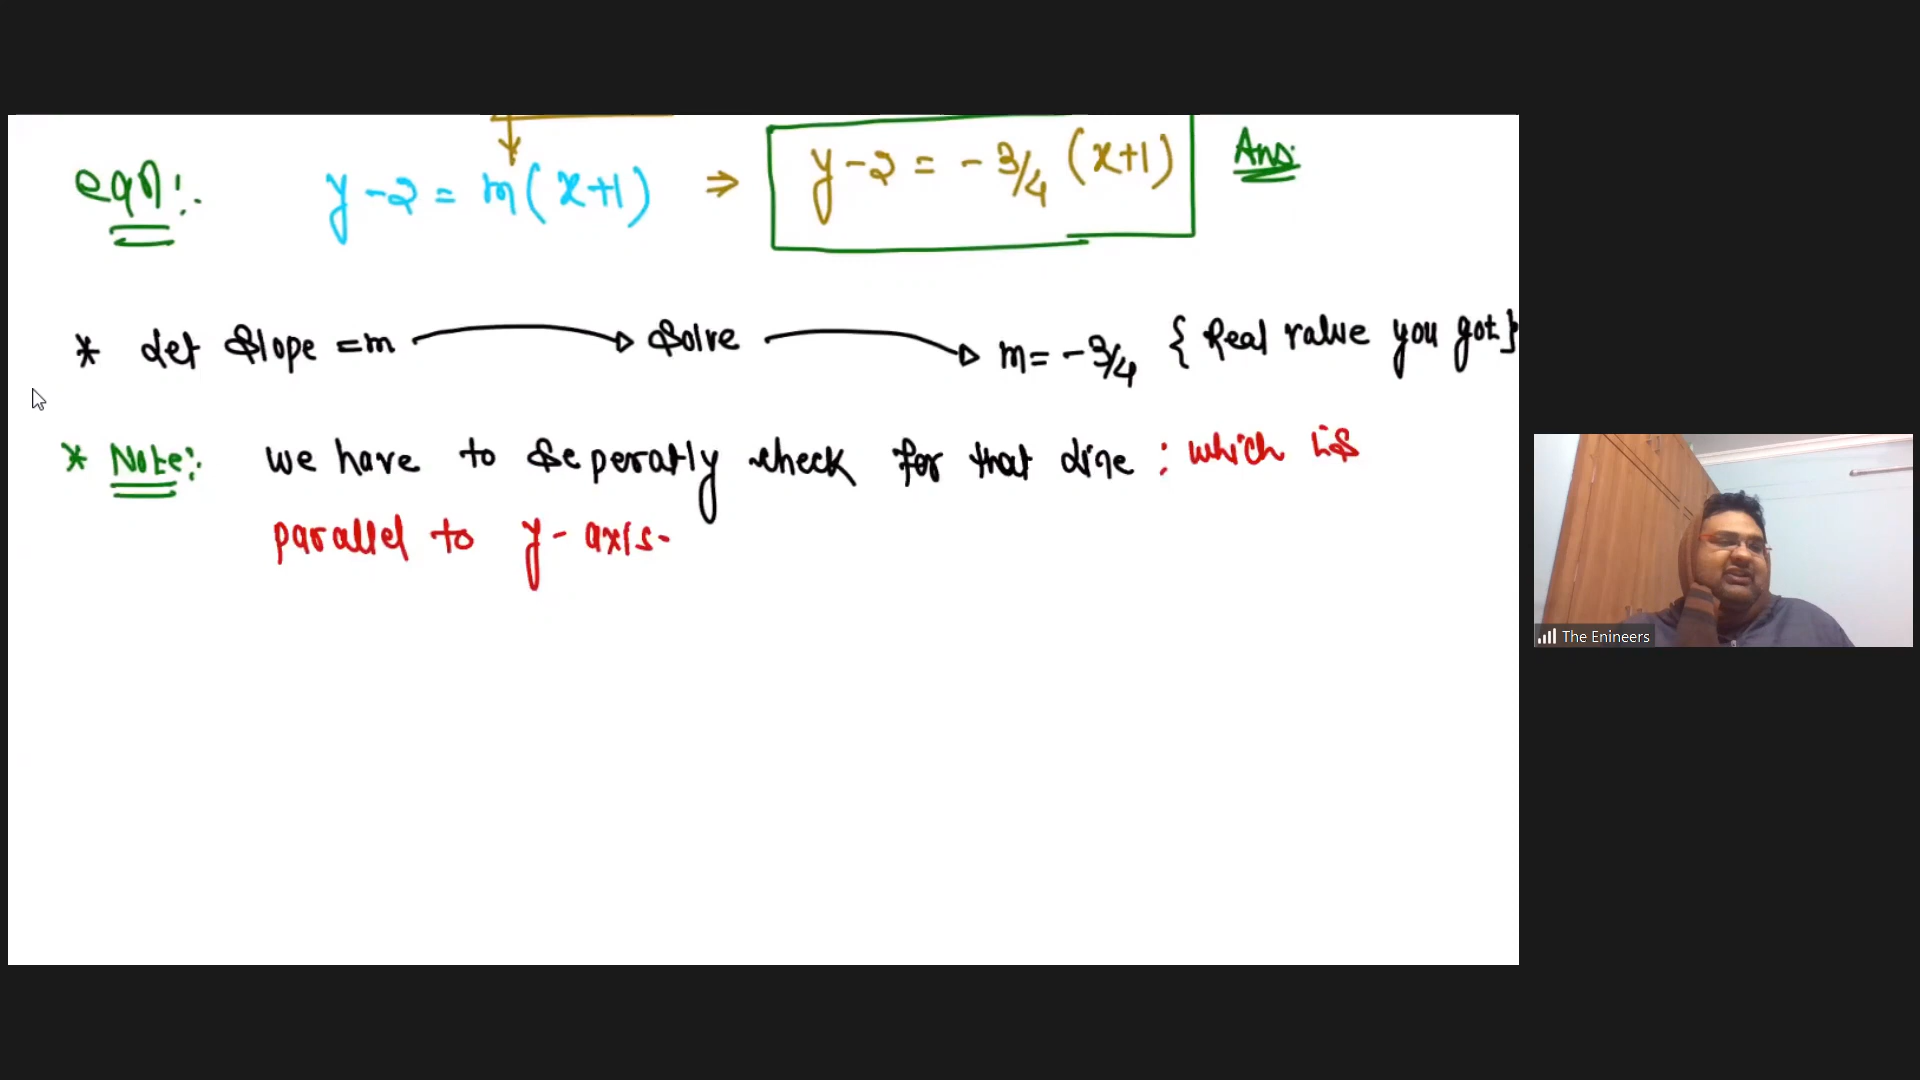 eqn:.
y-2 = m(x+1) ⇒ y-2 = -3/4 (x+1) Ans:
* Let Slope = m → Solve → m = -3/4 { Real value you got }
* Note: we have to Seperatly check for that Line : which is
parallel to y-axis.
The Enineers